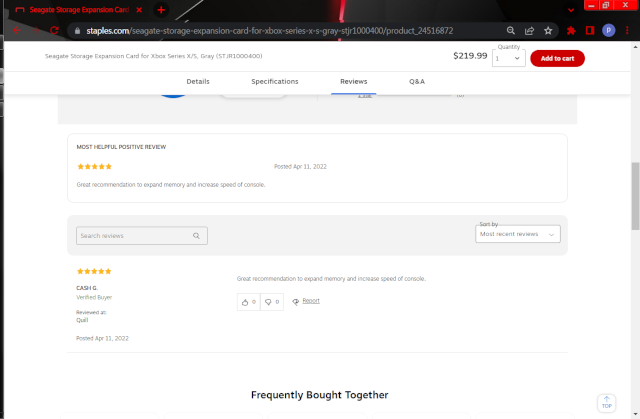 Seagate Storage Expansion Card
staples.com/seagate-storage-expansion-card-for-xbox-series-x-s-gray-stjr1000400/product_24516872
P
Seagate Storage Expansion Card for Xbox Series X/S, Gray (STJR1000400)
$219.99
Quantity
1
Add to cart
Details
Specifications
Reviews
Q&A
MOST HELPFUL POSITIVE REVIEW
Posted Apr 11, 2022
Great recommendation to expand memory and increase speed of console.
Search reviews
Sort by
Most recent reviews
CASH G.
Verified Buyer
Great recommendation to expand memory and increase speed of console.
0
0
Report
Reviewed at:
Quill
Posted Apr 11, 2022
Frequently Bought Together
TOP